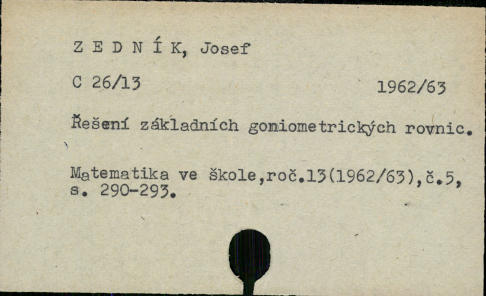 Z E D N Í K, Josef
C 26/13 1962/63
Řešení základních goniometrických rovnic.
Matematika ve škole,roč.13(1962/63),č.5,
s. 290-293.